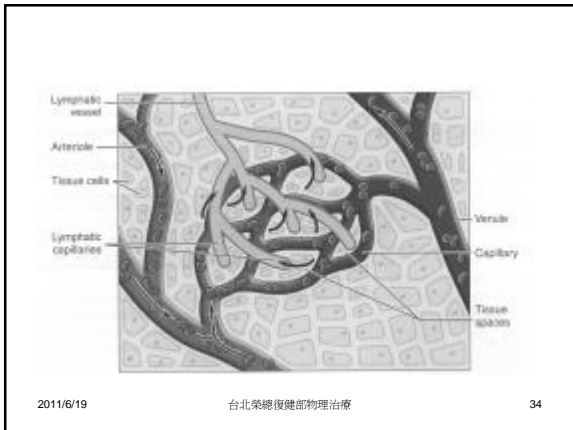 Lymphatic
vessel
Arteriole
Tissue cells
Lymphatic
capillaries
Venule
Capillary
Tissue
spaces
2011/6/19
台北榮總復健部物理治療
34